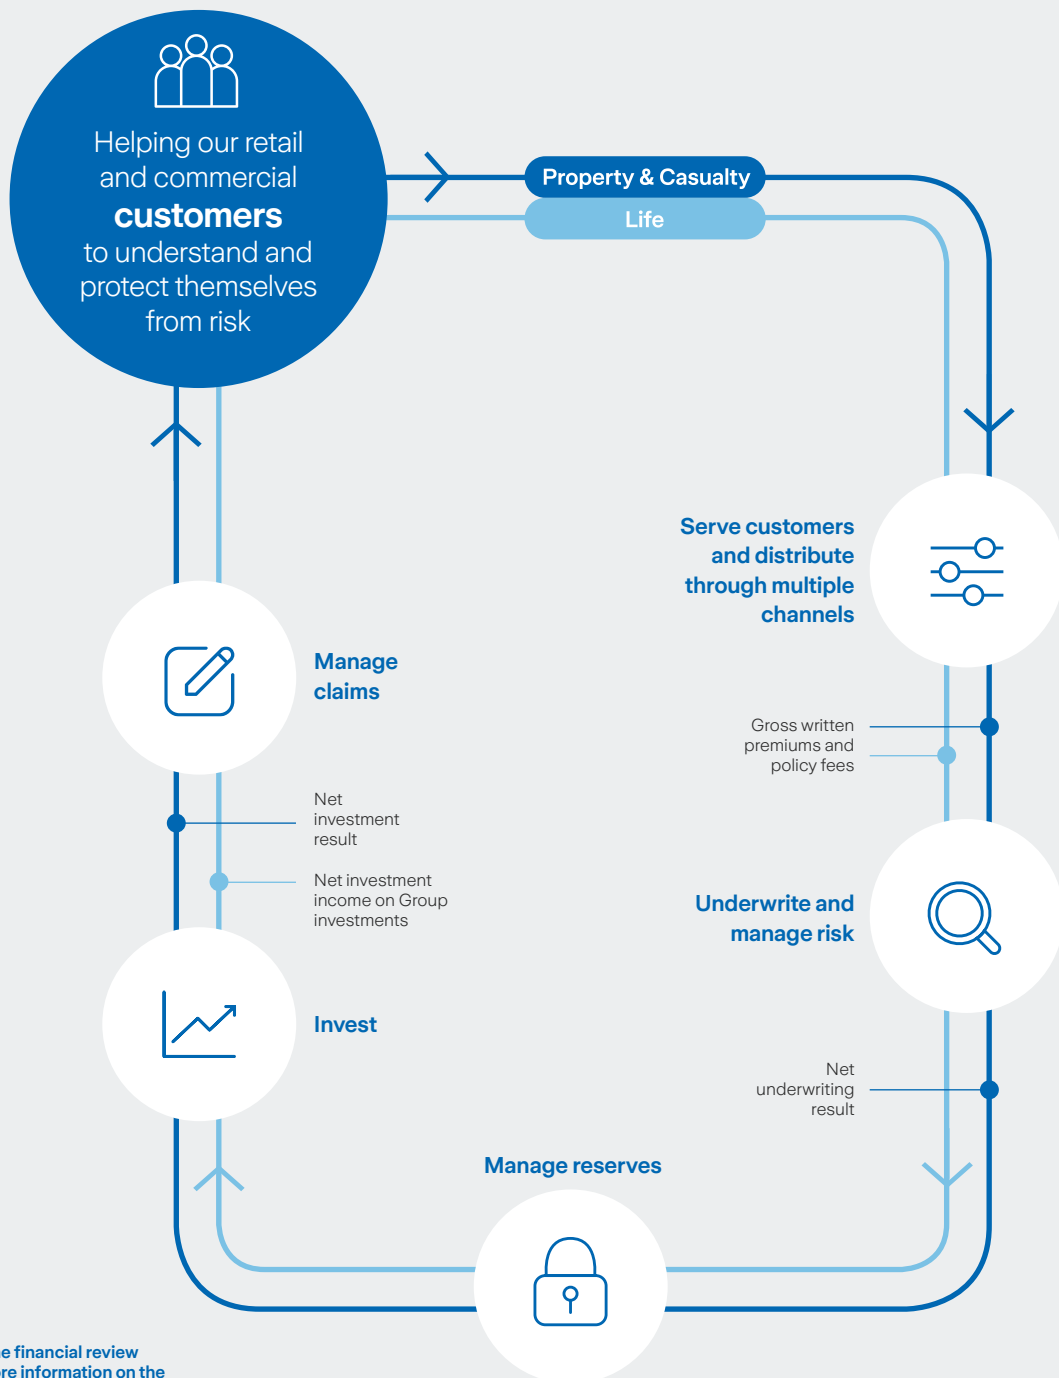 Helping our retail
and commercial
customers
to understand and
protect themselves
from risk
Property & Casualty
Life
Serve customers
and distribute
through multiple
channels
Gross written
premiums and
policy fees
Underwrite and
manage risk
Net
underwriting
result
Manage reserves
Invest
Net investment
income on Group
investments
Net
investment
result
Manage
claims
financial review
information on the